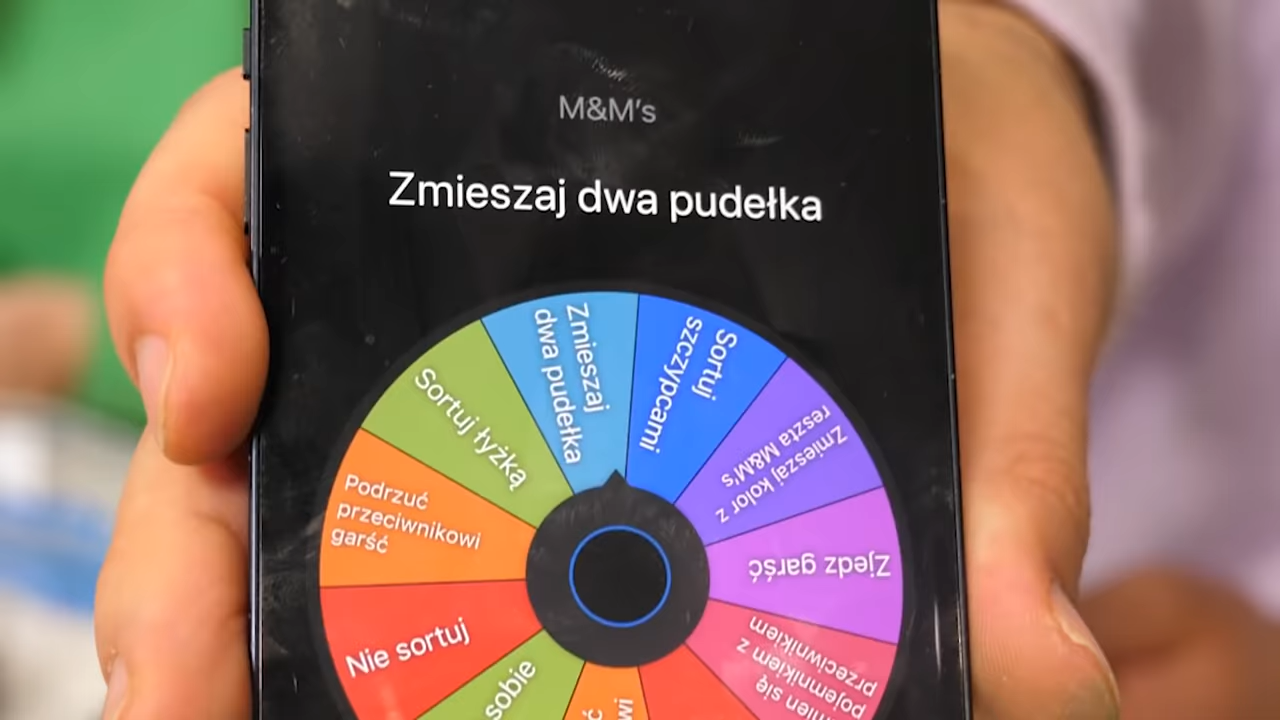 M&M's
Zmieszaj dwa pudełka
Zmieszaj
dwa pudełka
Sortuj
szczypcami
Zmieszaj kolor z
reszta M&M's
Zjedz garść
pojemnikiem z
przeciwnikiem
Sortuj łyżką
Podrzuć
przeciwnikowi
garść
Nie sortuj
sobie